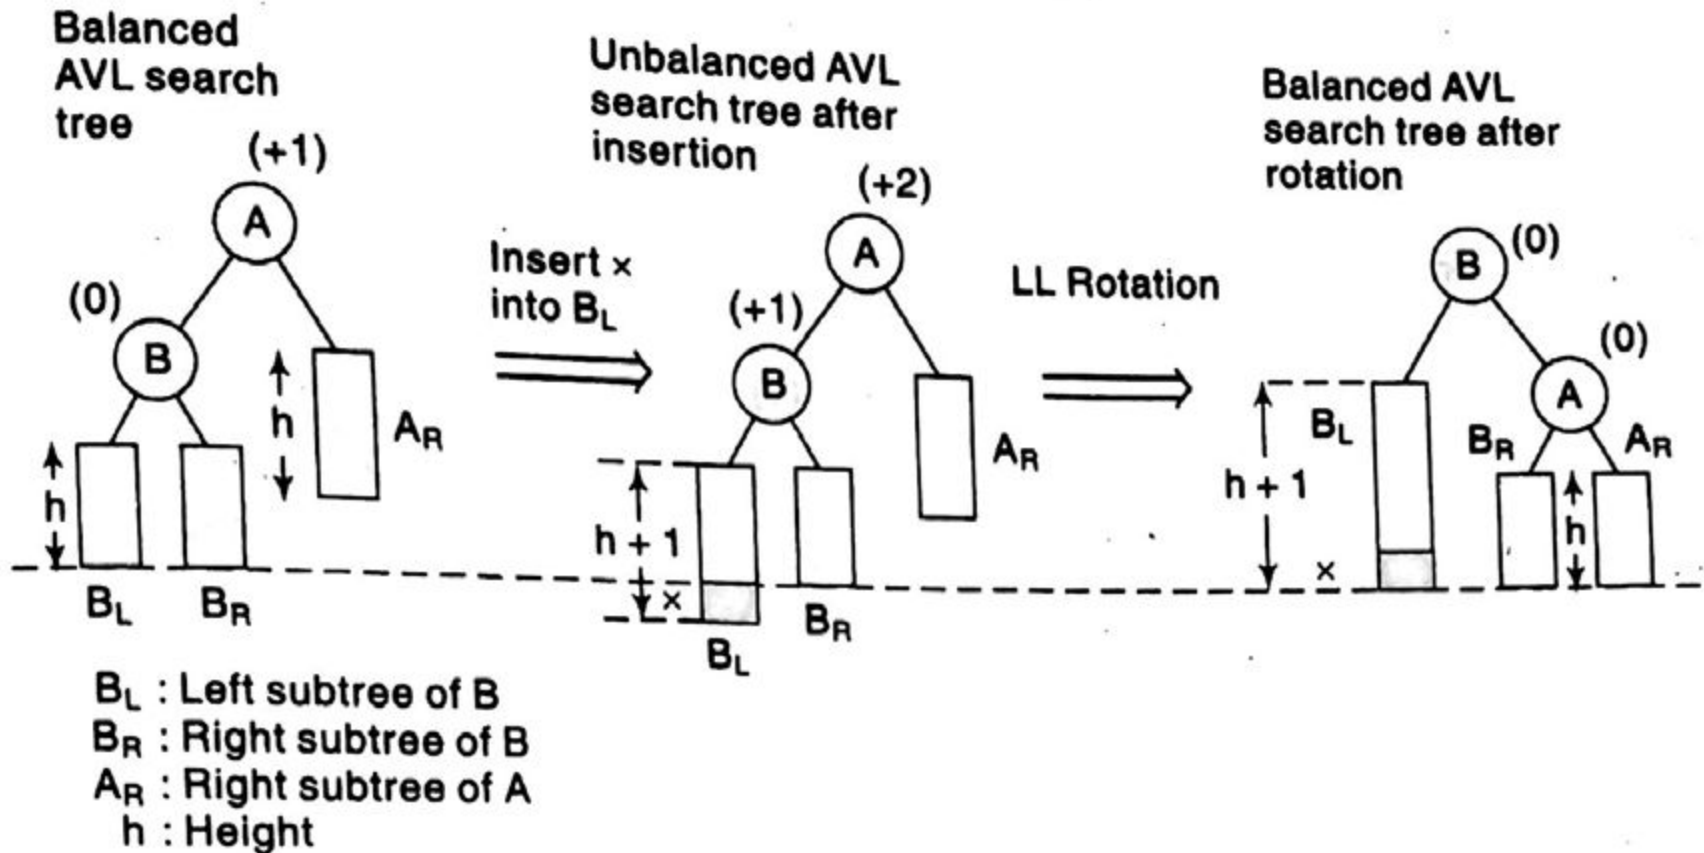 Balanced
AVL search
tree
(+1)
A
(0)
B
h
h
A_R
B_L
B_R
Insert ×
into B_L
Unbalanced AVL
search tree after
insertion
(+2)
A
(+1)
B
A_R
h + 1
×
B_L
B_R
LL Rotation
Balanced AVL
search tree after
rotation
B
(0)
(0)
A
B_L
B_R
A_R
h + 1
h
×
B_L : Left subtree of B
B_R : Right subtree of B
A_R : Right subtree of A
h : Height